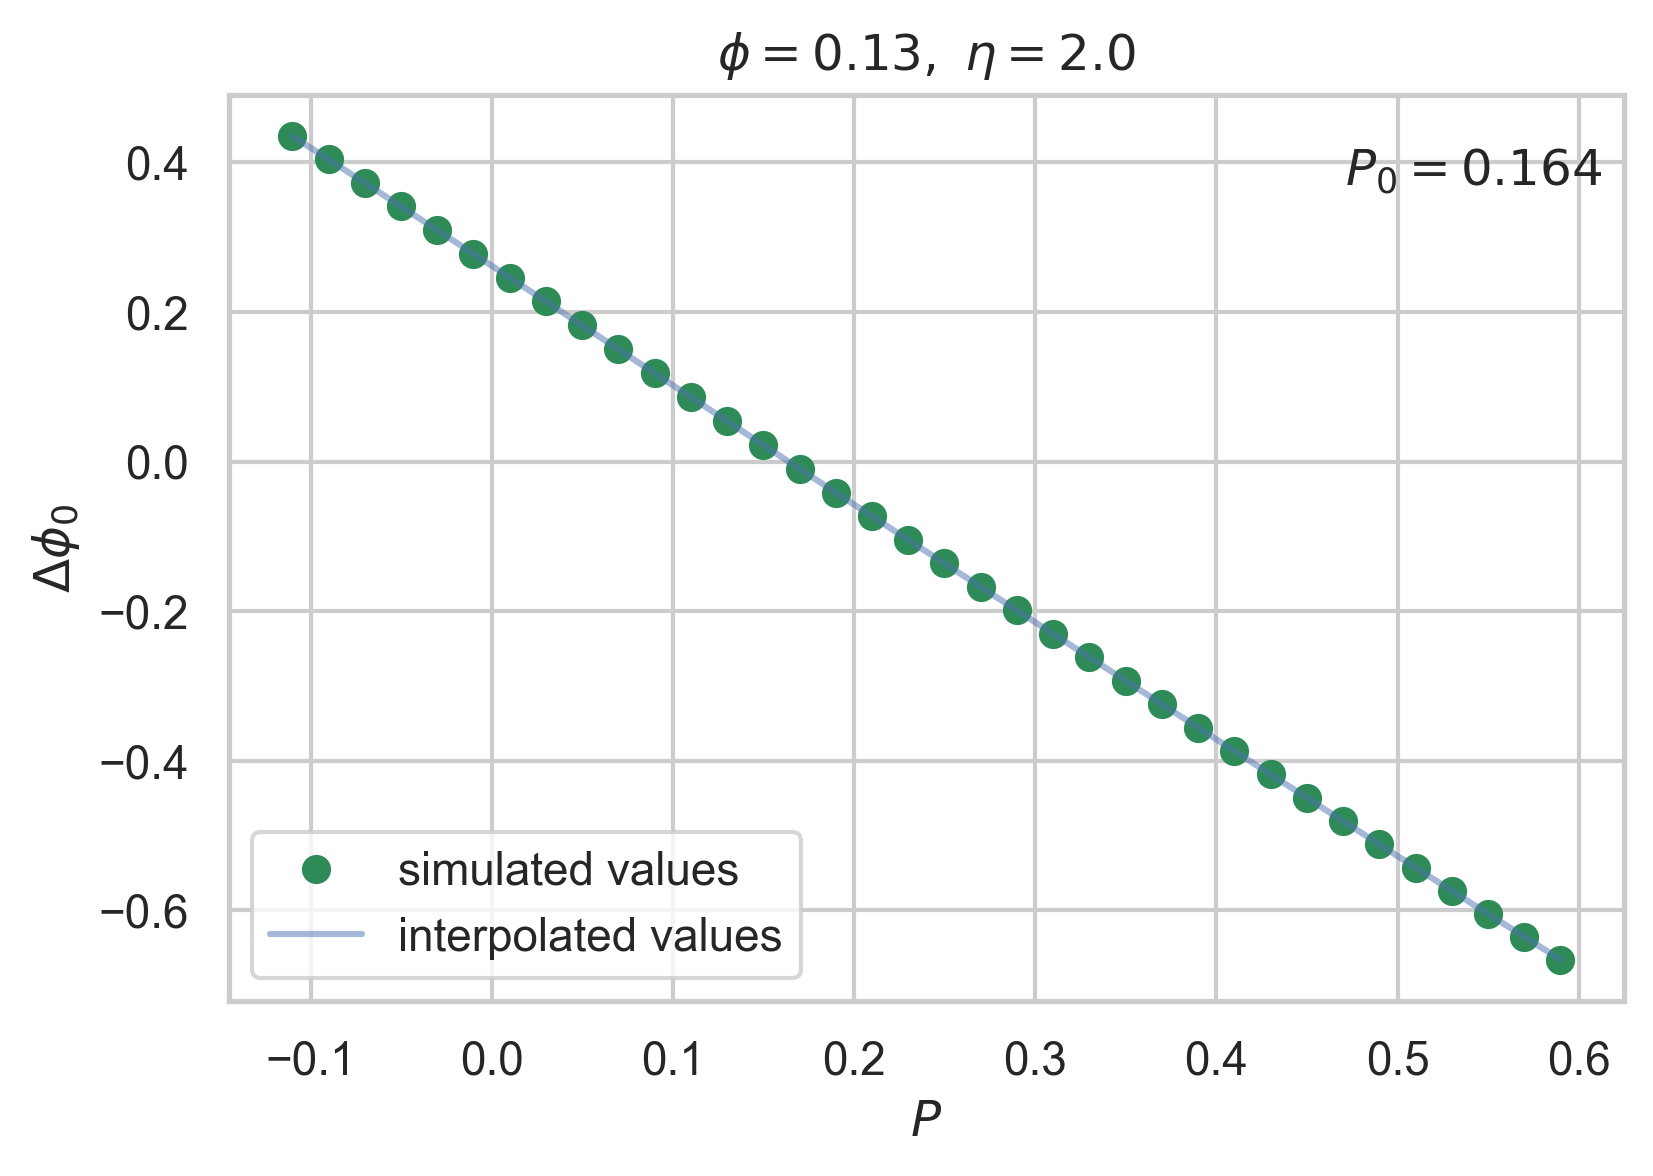 ϕ = 0.13, η = 2.0
P₀ = 0.164
0.4
0.2
0.0
−0.2
−0.4
−0.6
Δϕ₀
simulated values
interpolated values
−0.1 0.0 0.1 0.2 0.3 0.4 0.5 0.6
P